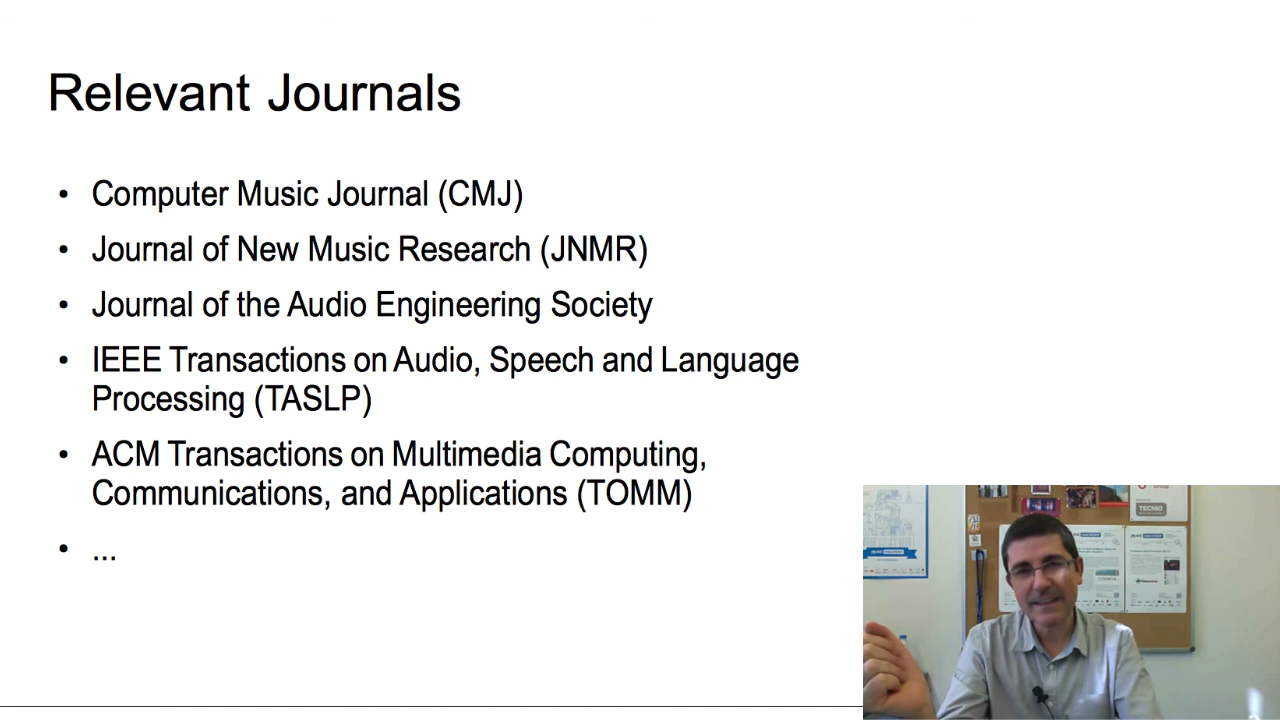 Relevant Journals
• Computer Music Journal (CMJ)
• Journal of New Music Research (JNMR)
• Journal of the Audio Engineering Society
• IEEE Transactions on Audio, Speech and Language
Processing (TASLP)
• ACM Transactions on Multimedia Computing,
Communications, and Applications (TOMM)
• ...
TECNIO